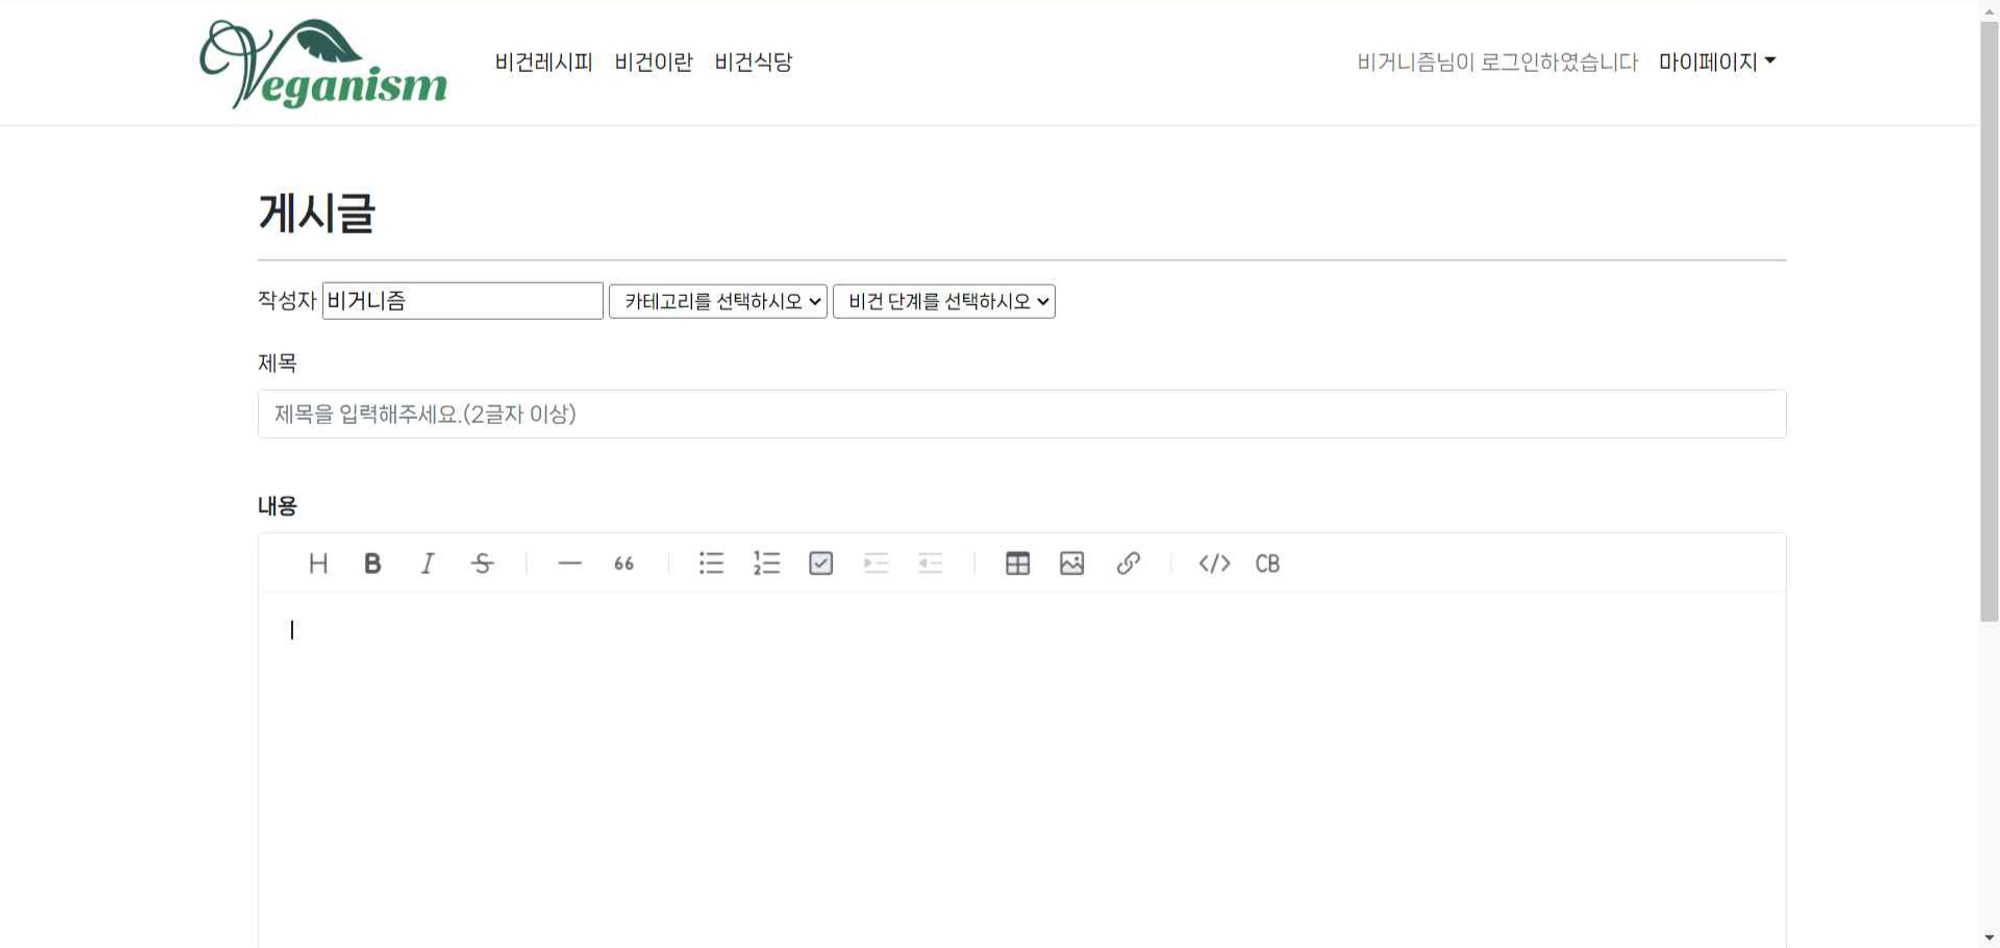 Veganism
비건레시피 비건이란 비건식당 비거니즘님이 로그인하였습니다 마이페이지
게시글
작성자 비거니즘 카테고리를 선택하시오 비건 단계를 선택하시오
제목
제목을 입력해주세요.(2글자 이상)
내용
H B I S 66 </> CB